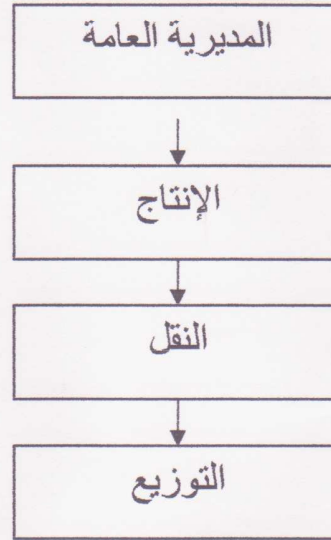 المديرية العامة
الإنتاج
النقل
التوزيع